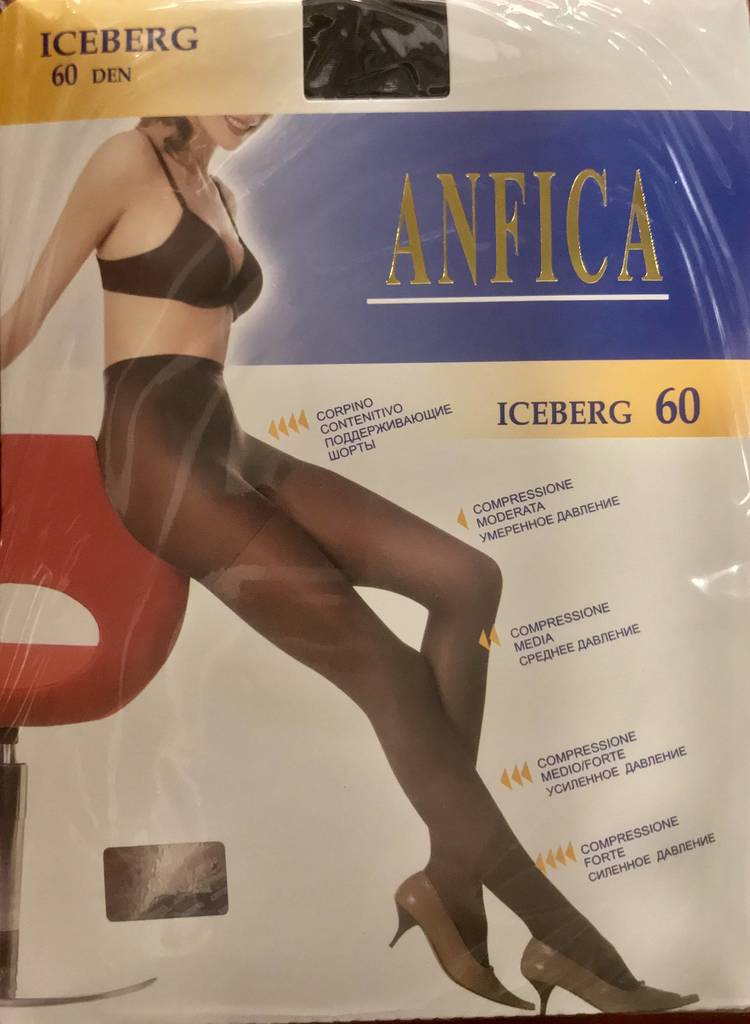 ICEBERG
60 DEN
ANFICA
ICEBERG 60
CORPINO
CONTENITIVO
ПОДДЕРЖИВАЮЩИЕ
ШОРТЫ
COMPRESSIONE
MODERATA
УМЕРЕННОЕ ДАВЛЕНИЕ
COMPRESSIONE
MEDIA
СРЕДНЕЕ ДАВЛЕНИЕ
COMPRESSIONE
MEDIO/FORTE
УСИЛЕННОЕ ДАВЛЕНИЕ
COMPRESSIONE
FORTE
СИЛЕННОЕ ДАВЛЕНИЕ